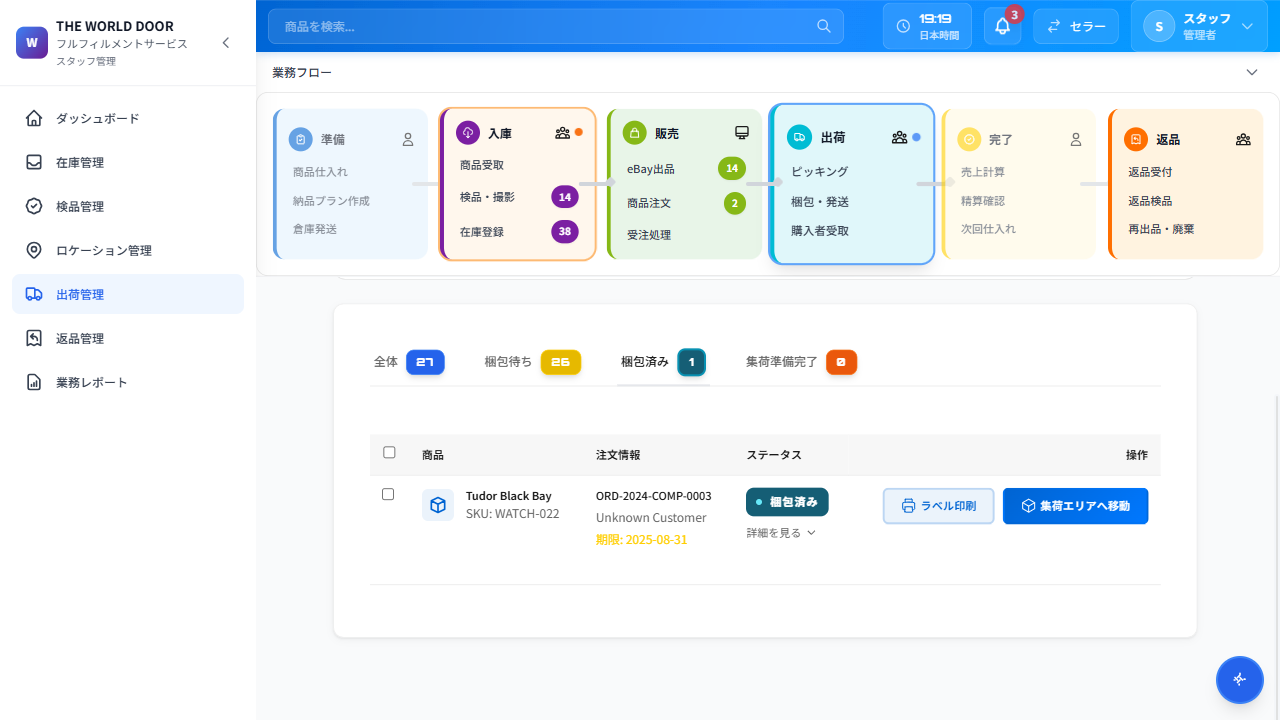 W
THE WORLD DOOR
フルフィルメントサービス
スタッフ管理
ダッシュボード
在庫管理
検品管理
ロケーション管理
出荷管理
返品管理
業務レポート
商品を検索...
19:19
日本時間
3
セラー
S
スタッフ
管理者
業務フロー
準備
商品仕入れ
納品プラン作成
倉庫発送
入庫
商品受取
検品・撮影 14
在庫登録 38
販売
eBay出品 14
商品注文 2
受注処理
出荷
ピッキング
梱包・発送
購入者受取
完了
売上計算
精算確認
次回仕入れ
返品
返品受付
返品検品
再出品・廃棄
全体 27 梱包待ち 26 梱包済み 1 集荷準備完了 0
商品 注文情報 ステータス 操作
Tudor Black Bay
SKU: WATCH-022
ORD-2024-COMP-0003
Unknown Customer
期限: 2025-08-31
梱包済み
詳細を見る
ラベル印刷
集荷エリアへ移動